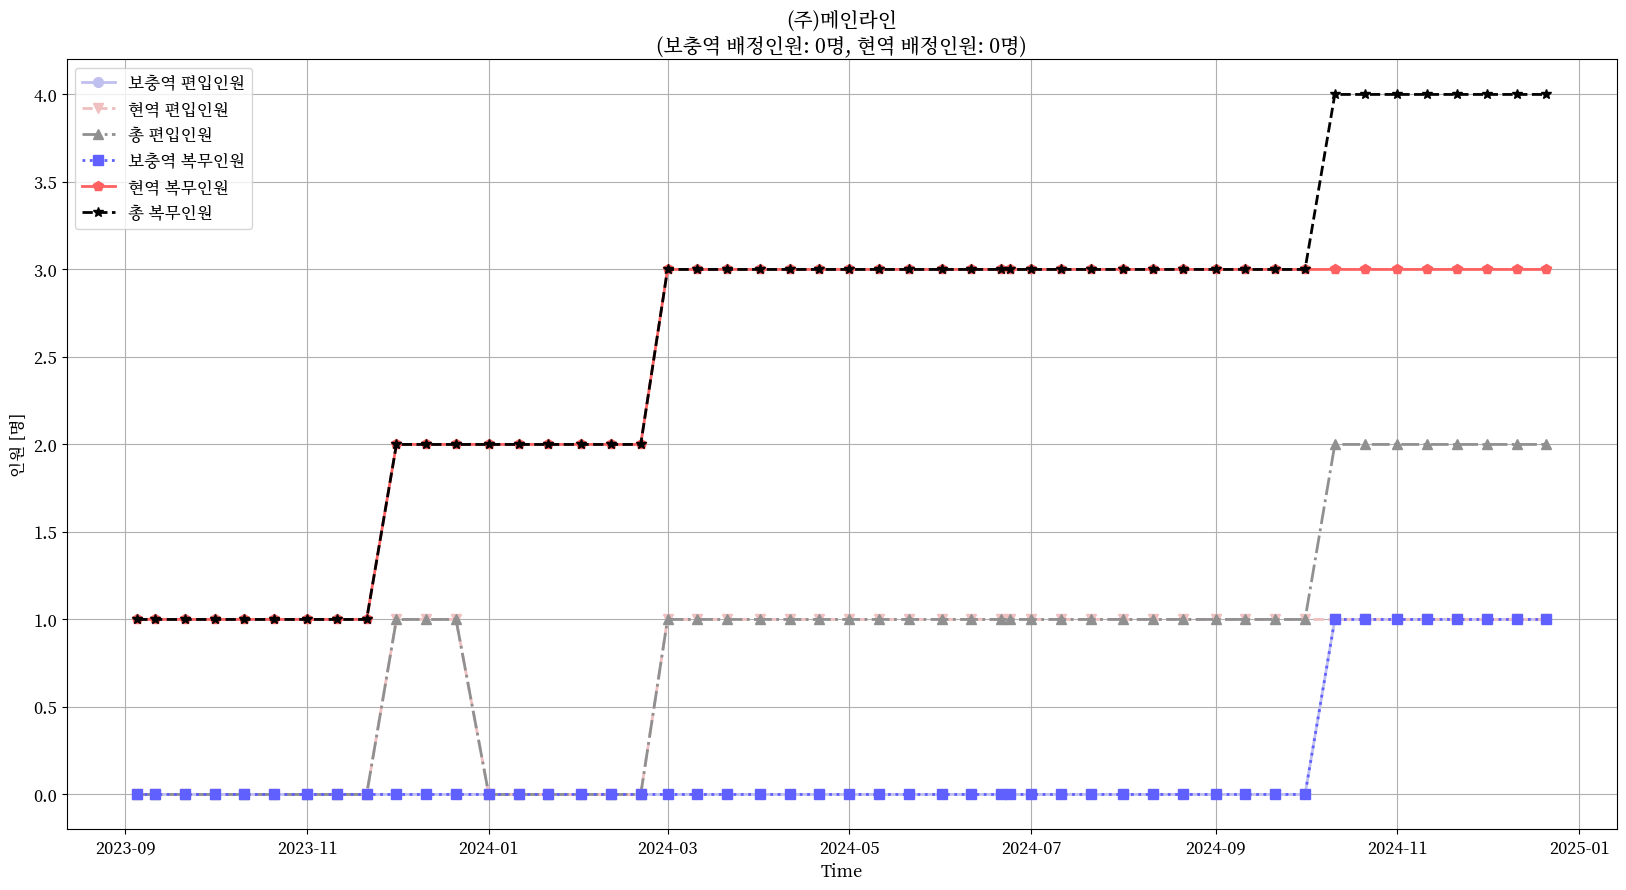 (주)메인라인
(보충역 배정인원: 0명, 현역 배정인원: 0명)
보충역 편입인원
현역 편입인원
총 편입인원
보충역 복무인원
현역 복무인원
총 복무인원
인원 [명]
4.0
3.5
3.0
2.5
2.0
1.5
1.0
0.5
0.0
2023-09 2023-11 2024-01 2024-03 2024-05 2024-07 2024-09 2024-11 2025-01
Time